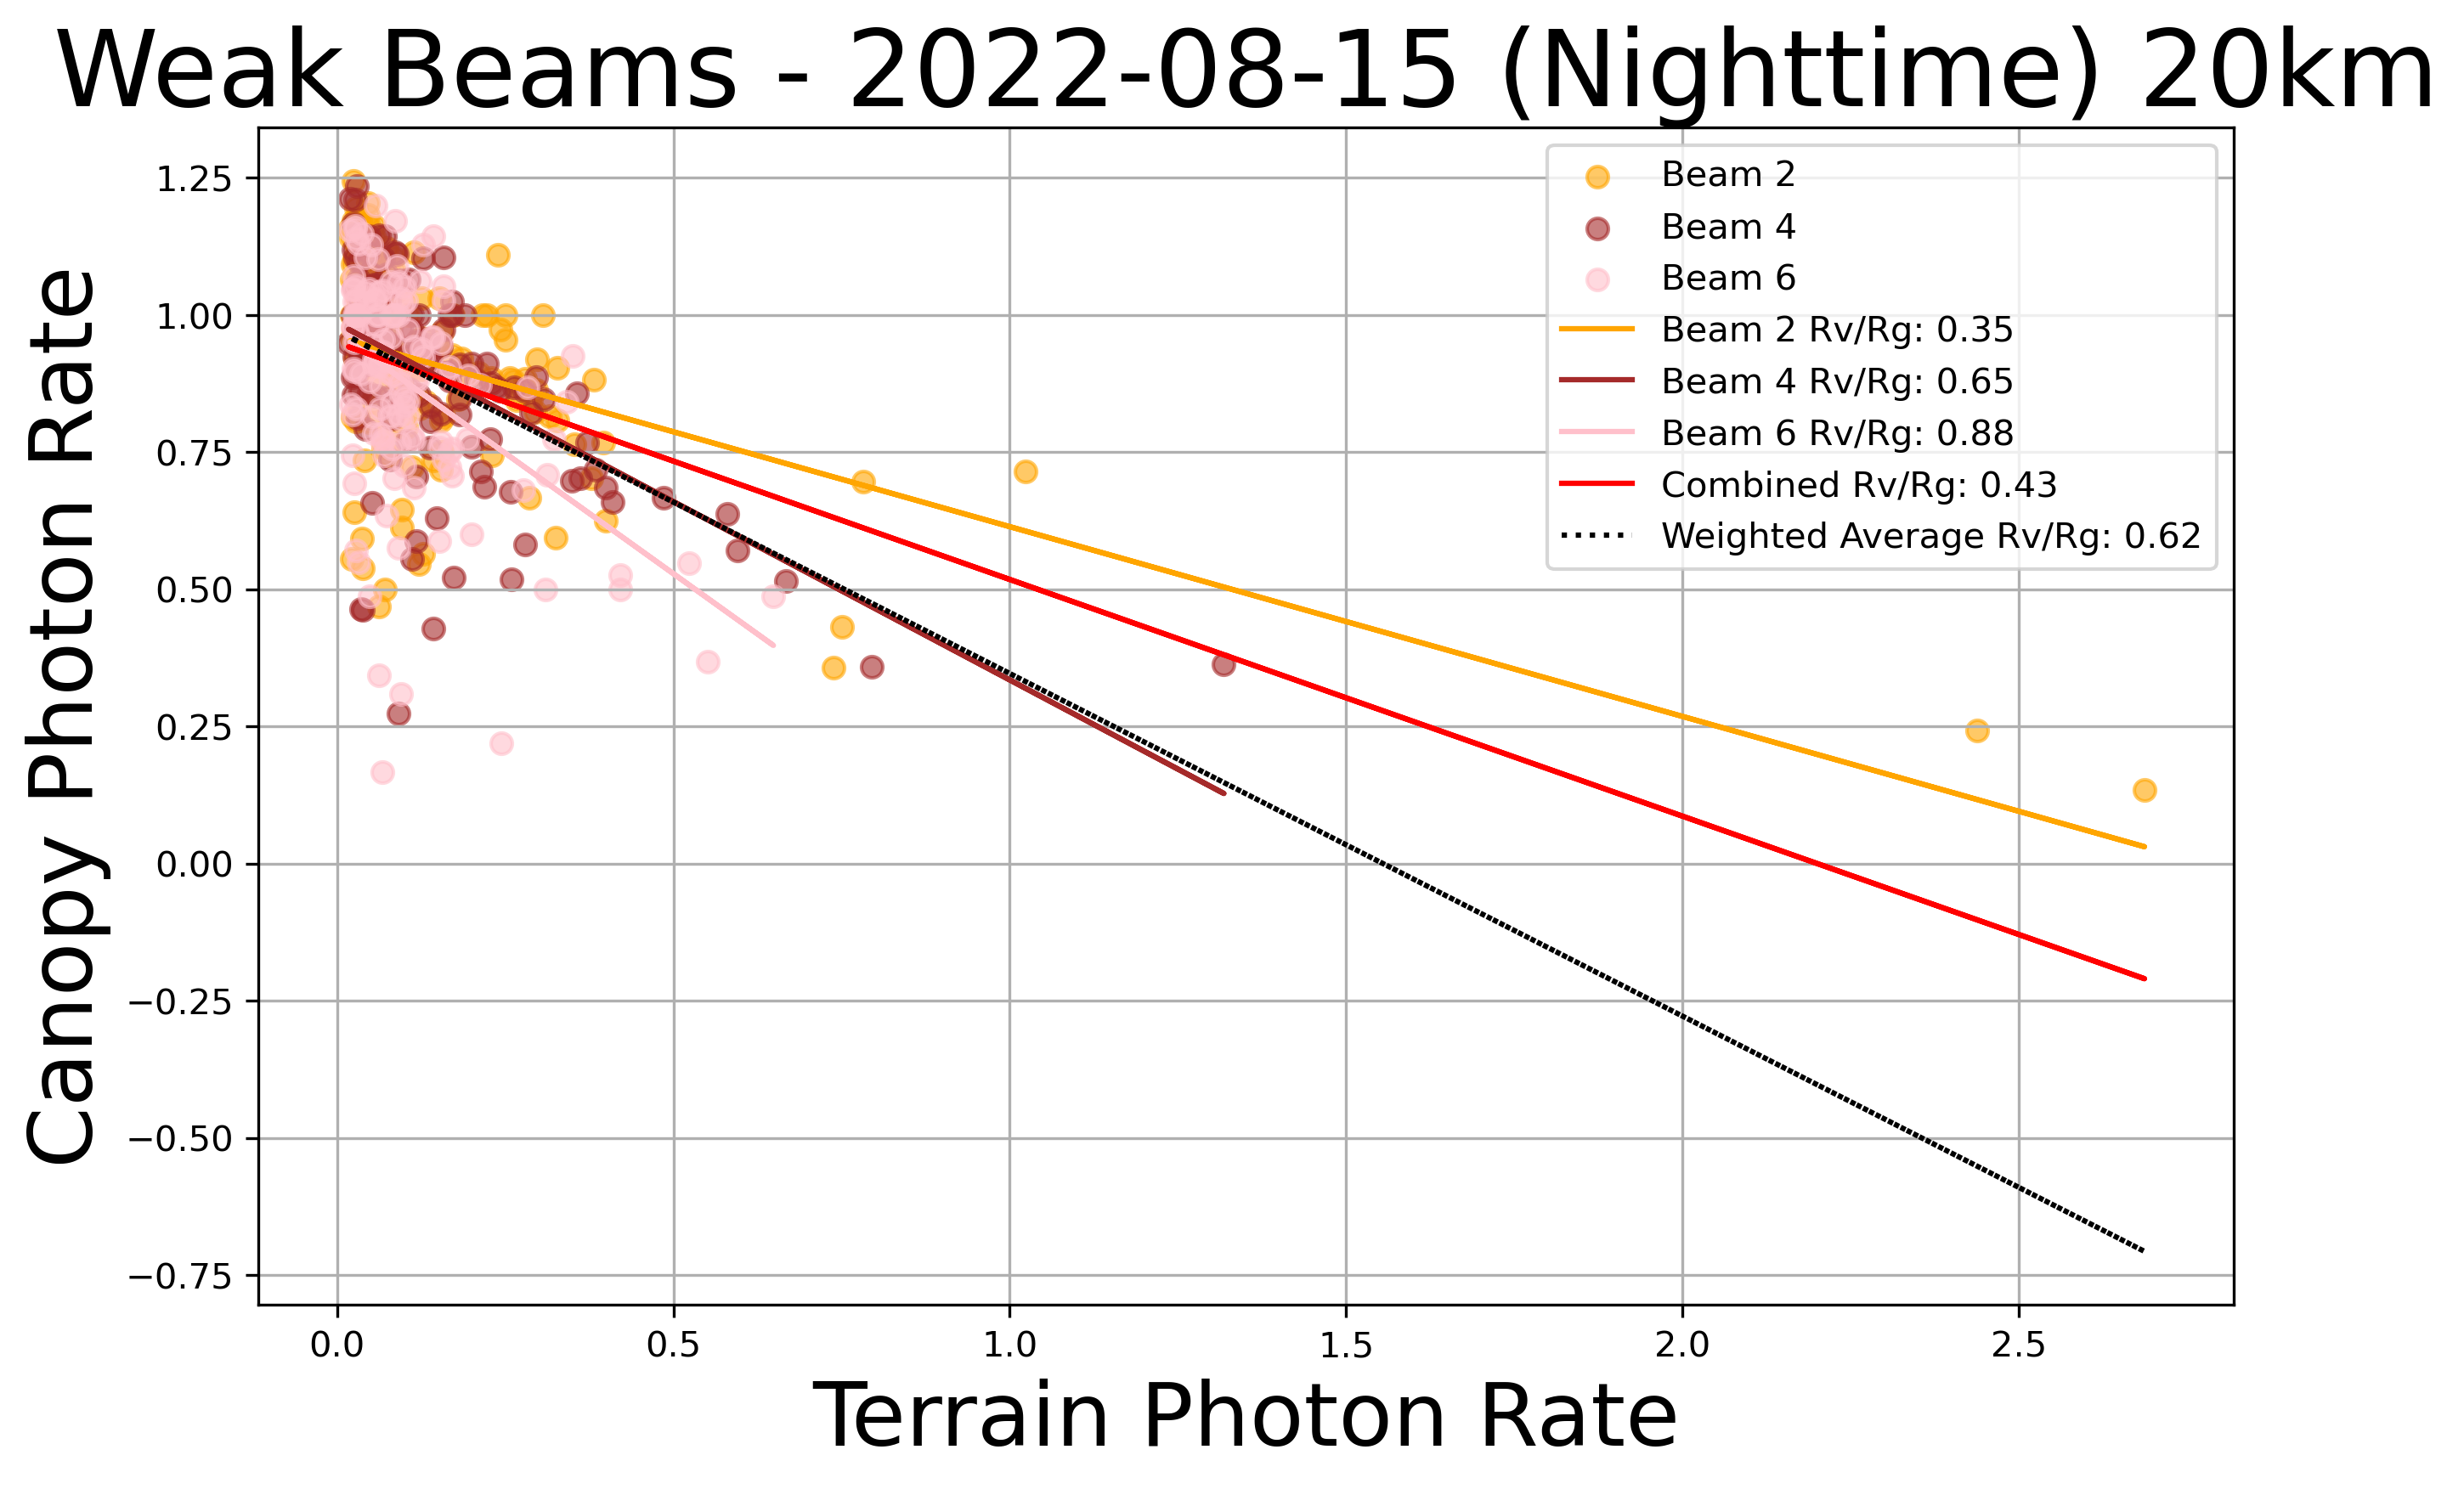 Weak Beams - 2022-08-15 (Nighttime) 20km
Canopy Photon Rate
1.25
1.00
0.75
0.50
0.25
0.00
−0.25
−0.50
−0.75
Beam 2
Beam 4
Beam 6
Beam 2 Rv/Rg: 0.35
Beam 4 Rv/Rg: 0.65
Beam 6 Rv/Rg: 0.88
Combined Rv/Rg: 0.43
Weighted Average Rv/Rg: 0.62
0.0 0.5 1.0 1.5 2.0 2.5
Terrain Photon Rate